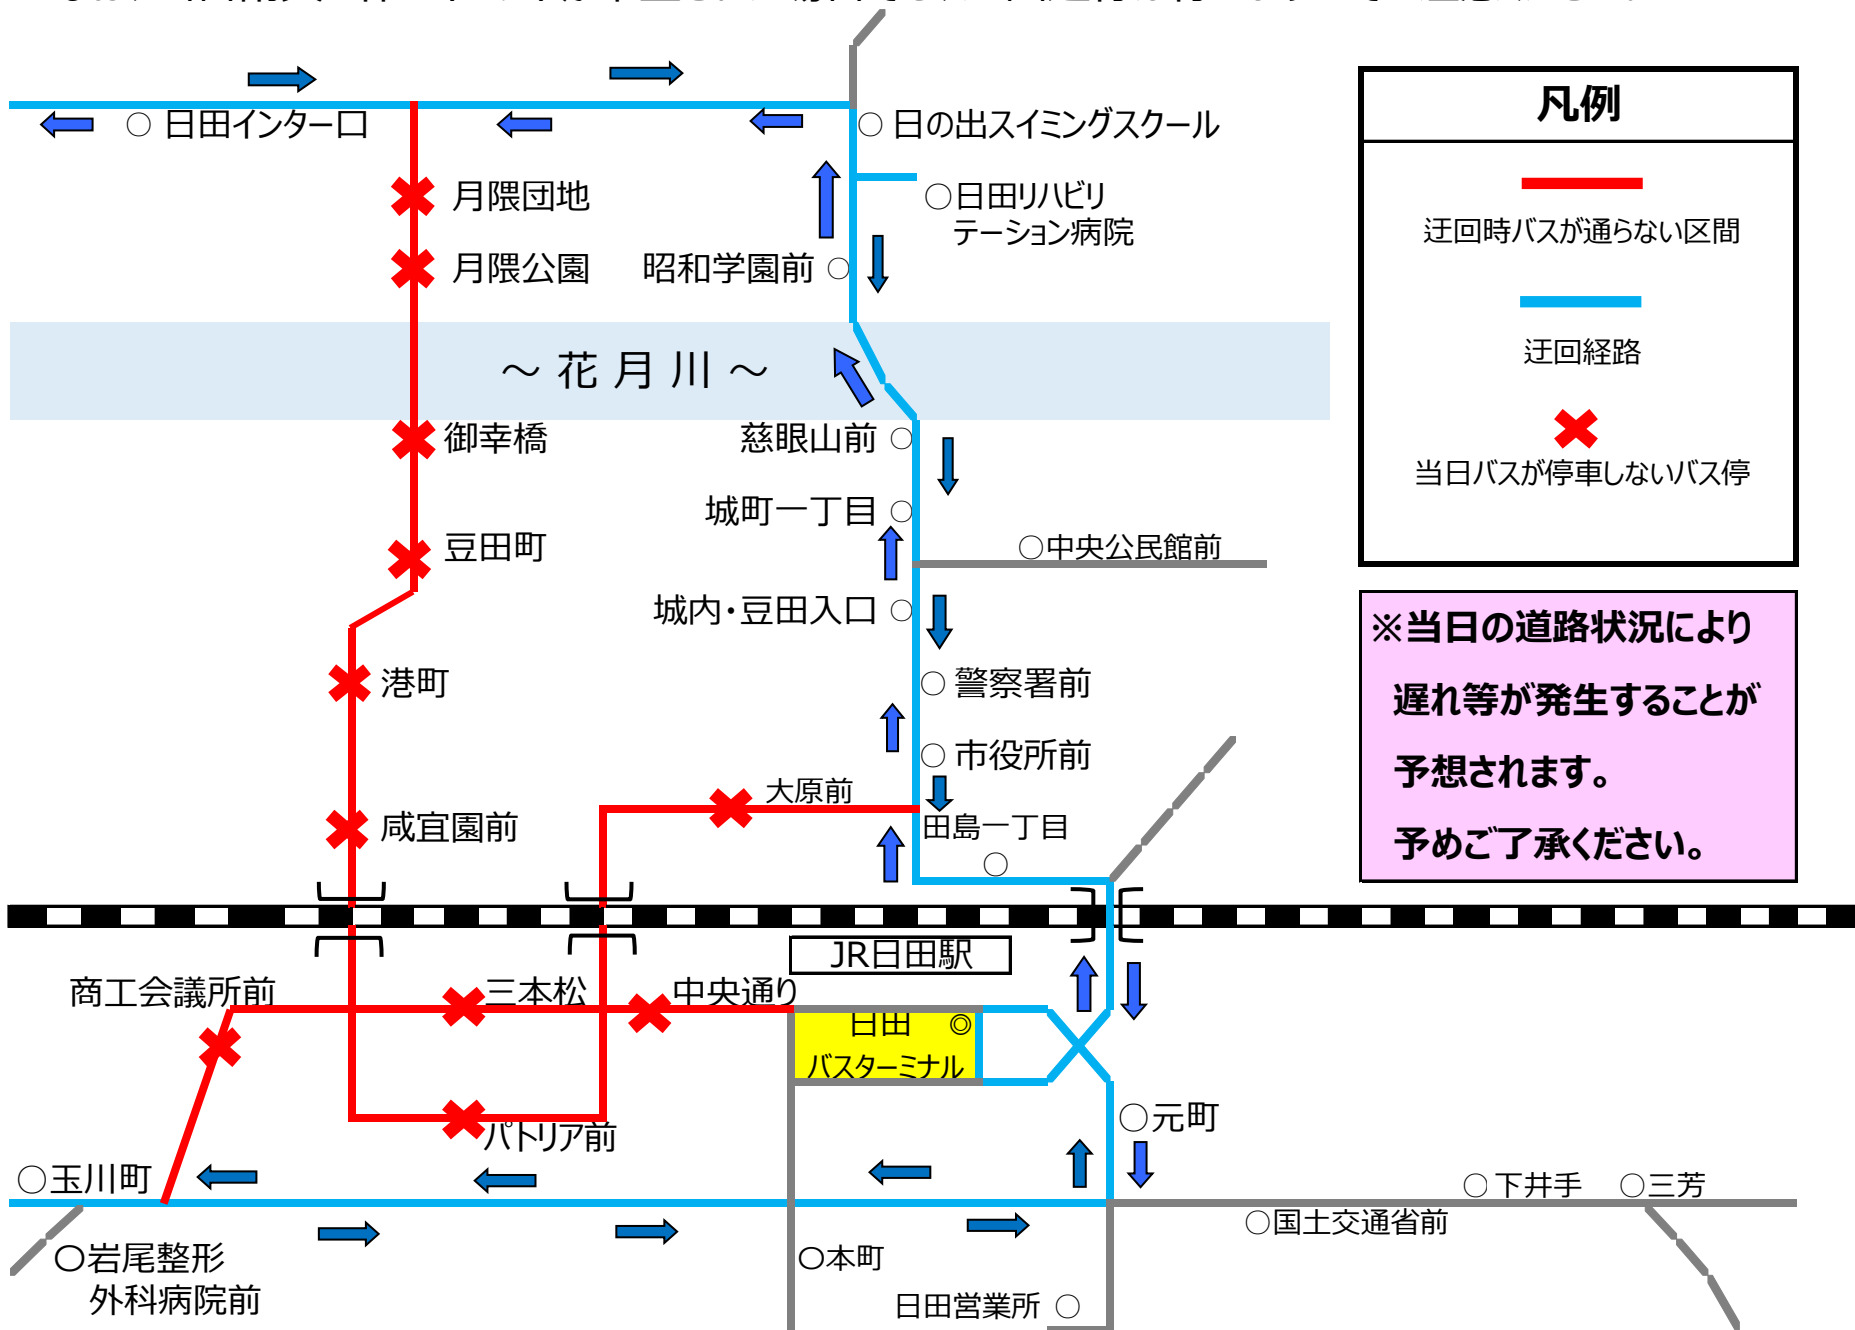 日田インター口
日の出スイミングスクール
月隈団地
日田リハビリ
テーション病院
月隈公園
昭和学園前
～ 花 月 川 ～
御幸橋
慈眼山前
城町一丁目
豆田町
中央公民館前
城内・豆田入口
港町
警察署前
市役所前
大原前
咸宜園前
田島一丁目
JR日田駅
商工会議所前
三本松
中央通り
日田 ◎
バスターミナル
元町
パトリア前
玉川町
下井手
三芳
国土交通省前
岩尾整形
外科病院前
本町
日田営業所
凡例
迂回時バスが通らない区間
迂回経路
当日バスが停車しないバス停
※当日の道路状況により
遅れ等が発生することが
予想されます。
予めご了承ください。